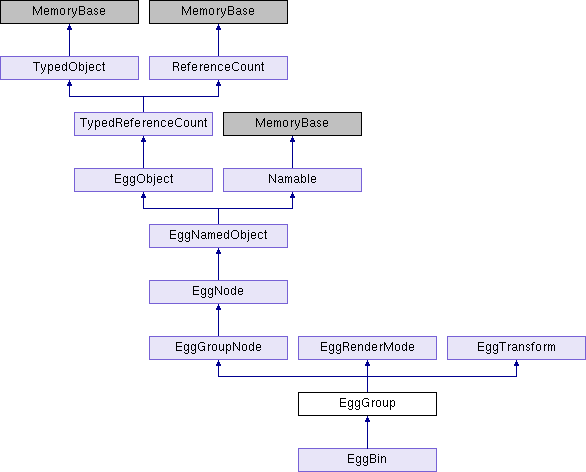 MemoryBase
MemoryBase
TypedObject
ReferenceCount
TypedReferenceCount
MemoryBase
EggObject
Namable
EggNamedObject
EggNode
EggGroupNode
EggRenderMode
EggTransform
EggGroup
EggBin